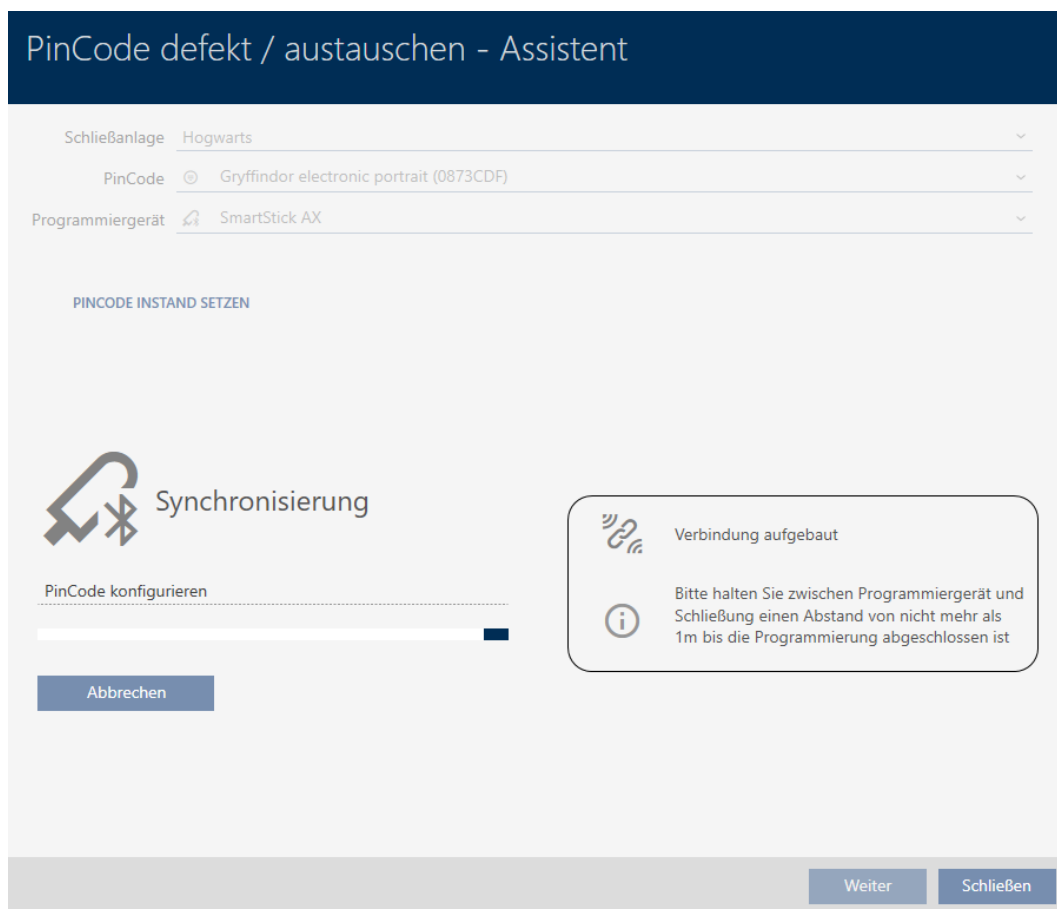 PinCode defekt / austauschen - Assistent
Schließanlage Hogwarts
PinCode Gryffindor electronic portrait (0873CDF)
Programmiergerät SmartStick AX
PINCODE INSTAND SETZEN
Synchronisierung
PinCode konfigurieren
Abbrechen
Verbindung aufgebaut
Bitte halten Sie zwischen Programmiergerät und
Schließung einen Abstand von nicht mehr als
1m bis die Programmierung abgeschlossen ist
Weiter
Schließen